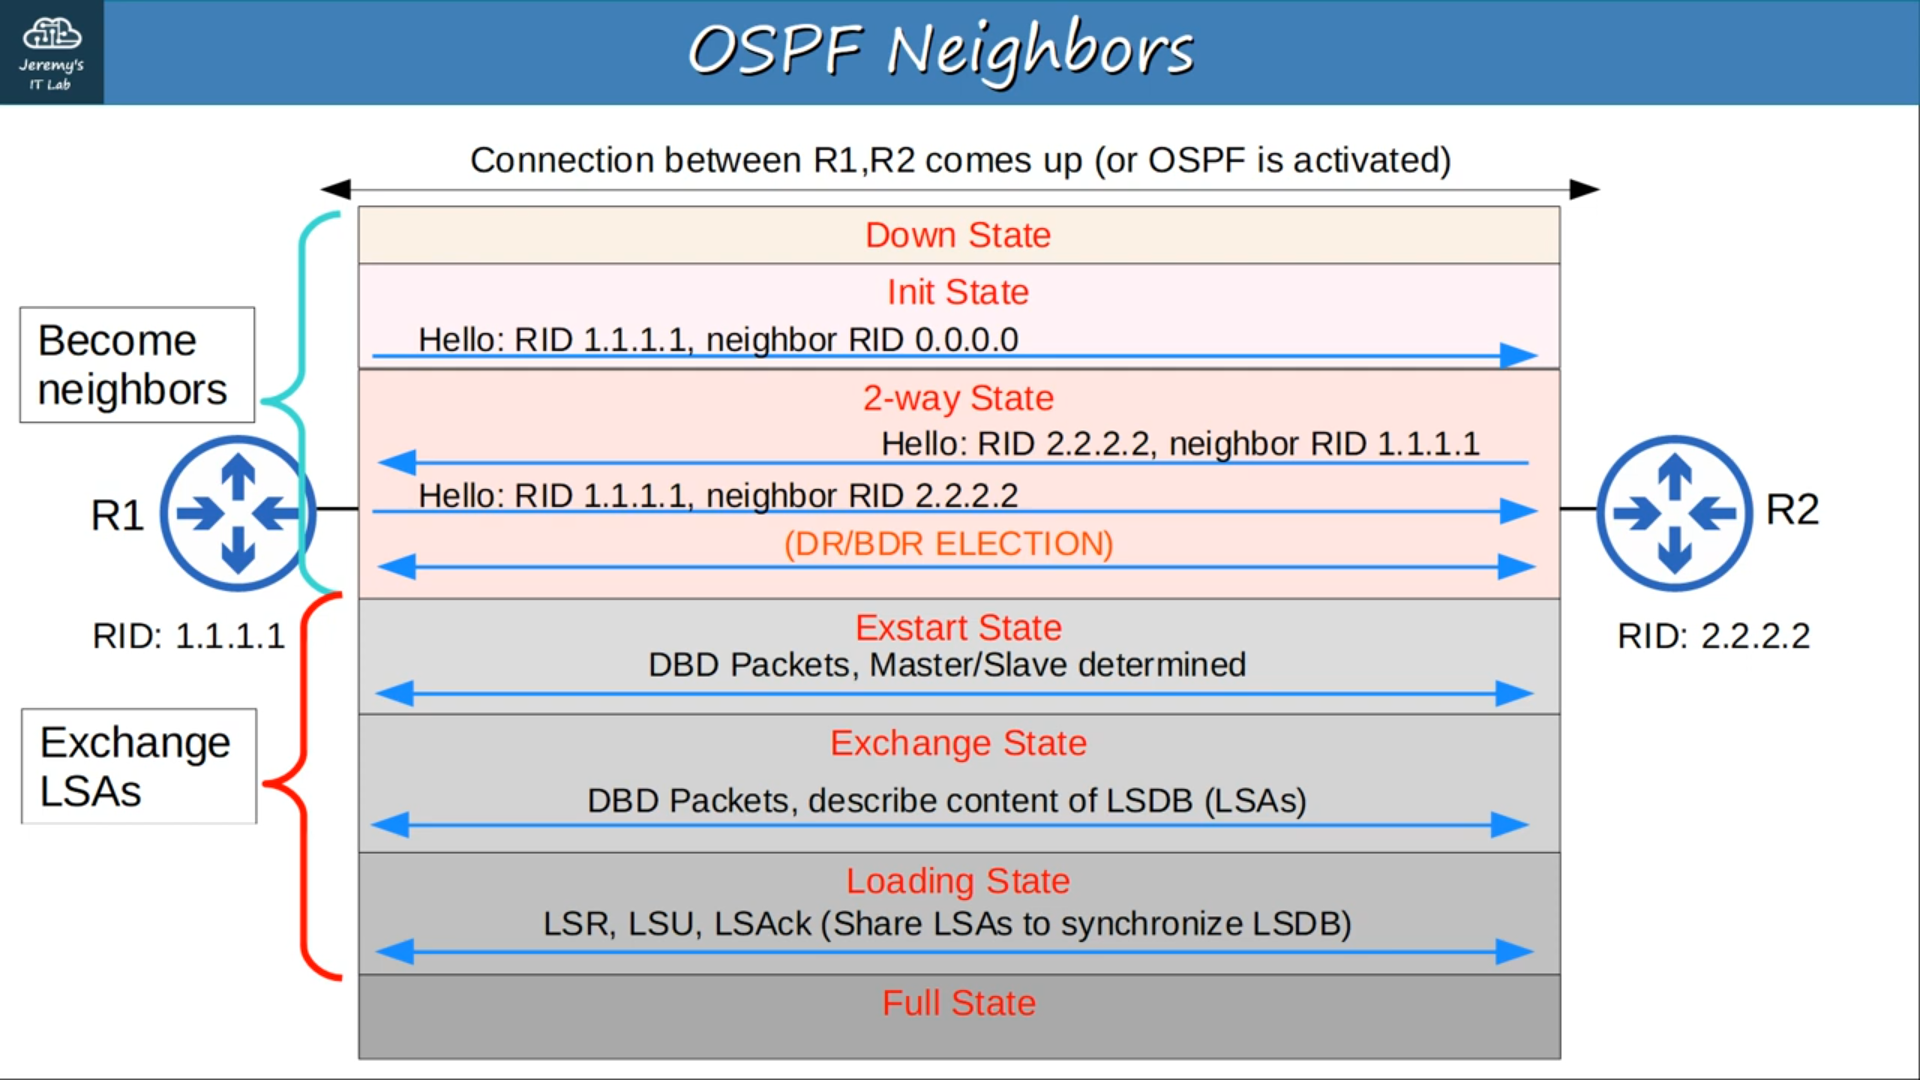 Jeremy's
IT Lab
OSPF Neighbors
Connection between R1,R2 comes up (or OSPF is activated)
Down State
Init State
Hello: RID 1.1.1.1, neighbor RID 0.0.0.0
Become
neighbors
2-way State
Hello: RID 2.2.2.2, neighbor RID 1.1.1.1
Hello: RID 1.1.1.1, neighbor RID 2.2.2.2
(DR/BDR ELECTION)
R1
R2
RID: 1.1.1.1
RID: 2.2.2.2
Exstart State
DBD Packets, Master/Slave determined
Exchange
LSAs
Exchange State
DBD Packets, describe content of LSDB (LSAs)
Loading State
LSR, LSU, LSAck (Share LSAs to synchronize LSDB)
Full State